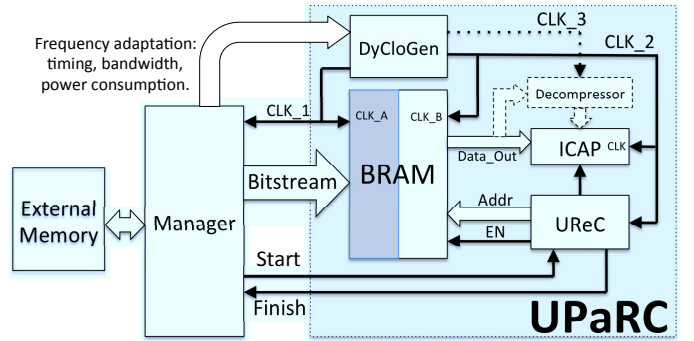 CLK_3
Frequency adaptation:
timing, bandwidth,
power consumption.
DyCloGen
CLK_2
Decompressor
CLK_1
CLK_A
CLK_B
ICAP CLK
Data_Out
BRAM
Bitstream
External
Memory
Manager
Addr
UReC
EN
Start
Finish
UPaRC